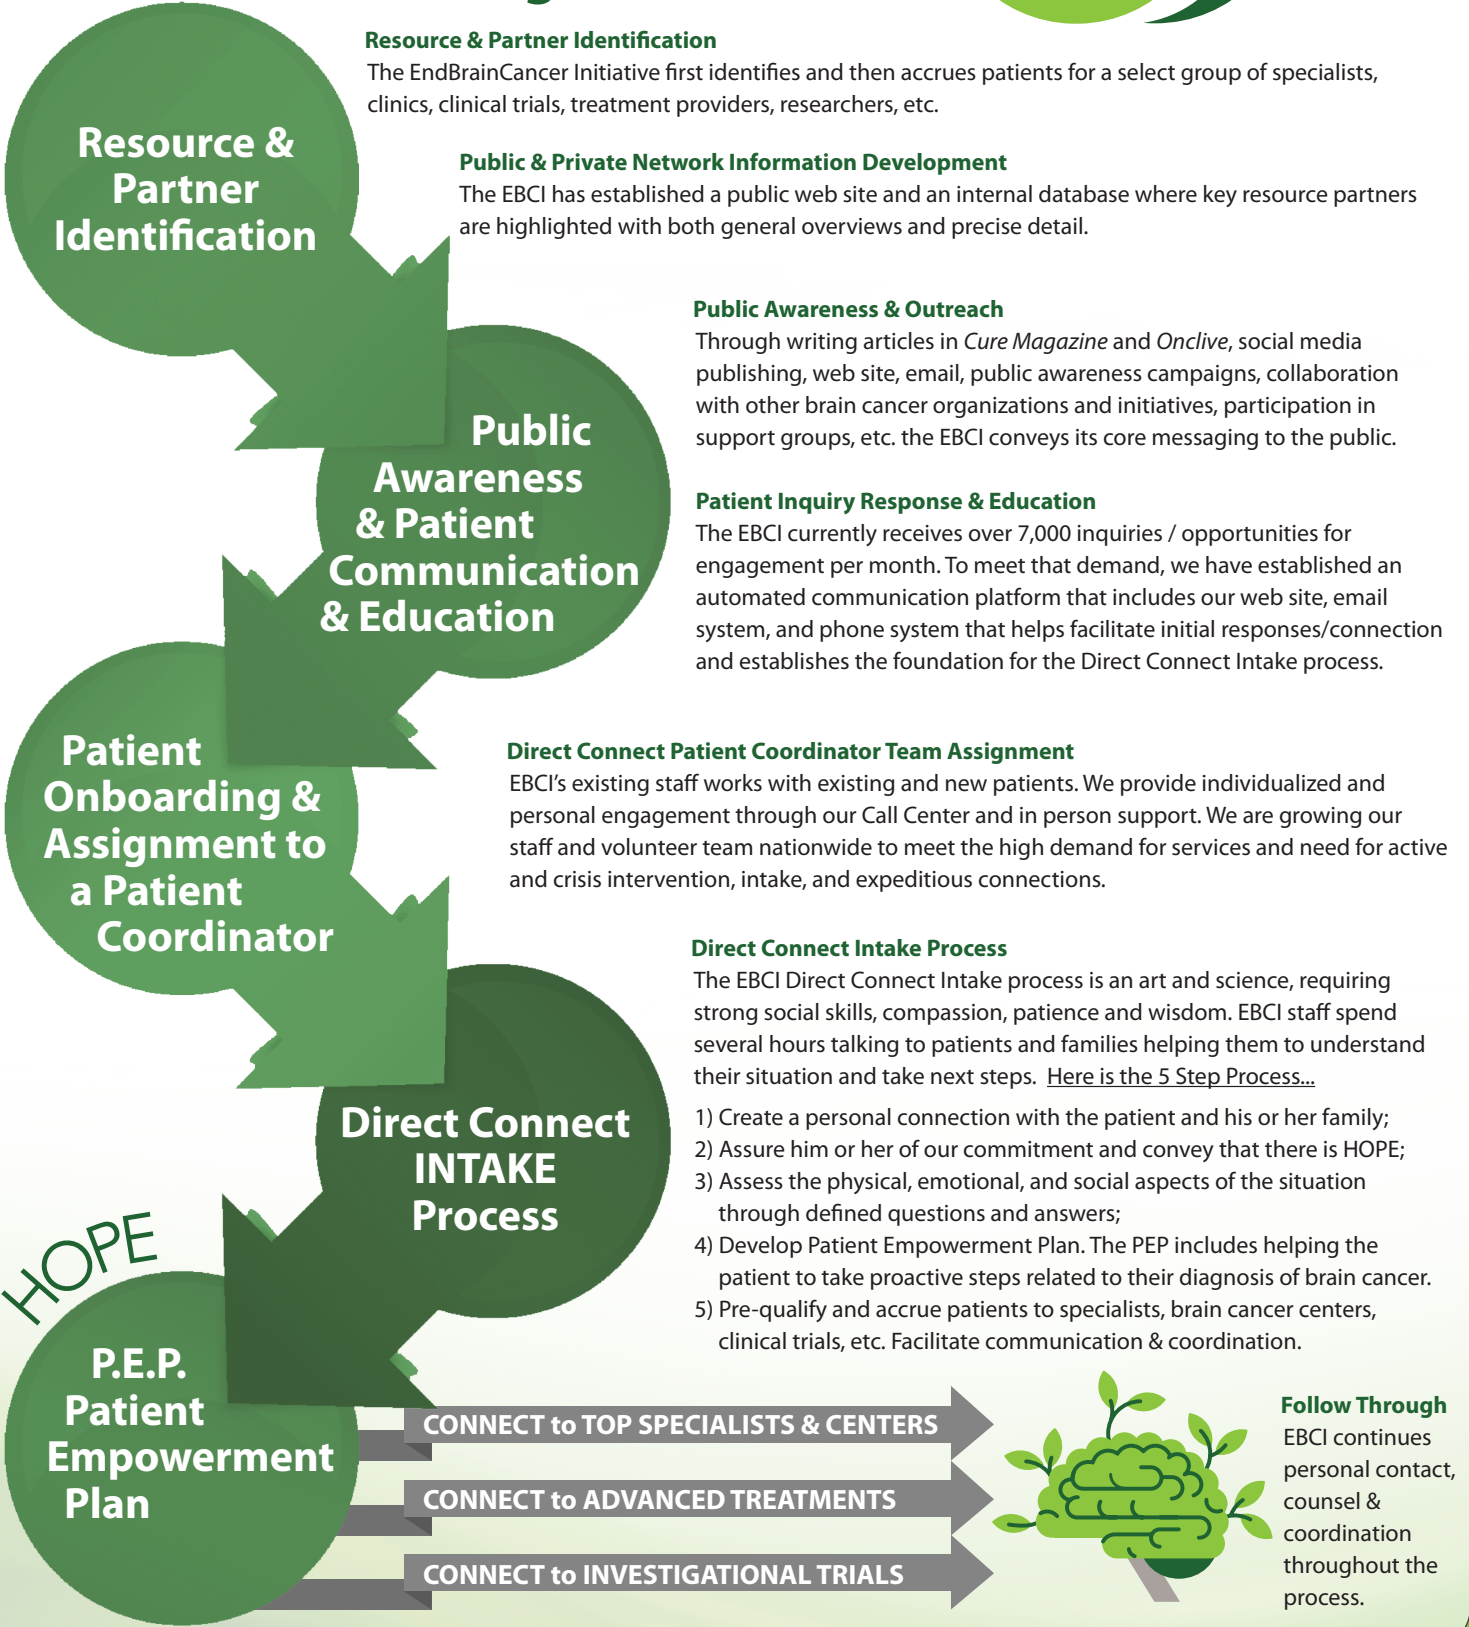 Resource & Partner Identification
The EndBrainCancer Initiative first identifies and then accrues patients for a select group of specialists,
clinics, clinical trials, treatment providers, researchers, etc.
Resource &
Partner
Identification
Public & Private Network Information Development
The EBCI has established a public web site and an internal database where key resource partners
are highlighted with both general overviews and precise detail.
Public Awareness & Outreach
Through writing articles in Cure Magazine and Onclive, social media
publishing, web site, email, public awareness campaigns, collaboration
with other brain cancer organizations and initiatives, participation in
support groups, etc. the EBCI conveys its core messaging to the public.
Public
Awareness
& Patient
Communication
& Education
Patient Inquiry Response & Education
The EBCI currently receives over 7,000 inquiries / opportunities for
engagement per month. To meet that demand, we have established an
automated communication platform that includes our web site, email
system, and phone system that helps facilitate initial responses/connection
and establishes the foundation for the Direct Connect Intake process.
Patient
Onboarding &
Assignment to
a Patient
Coordinator
Direct Connect Patient Coordinator Team Assignment
EBCI's existing staff works with existing and new patients. We provide individualized and
personal engagement through our Call Center and in person support. We are growing our
staff and volunteer team nationwide to meet the high demand for services and need for active
and crisis intervention, intake, and expeditious connections.
Direct Connect Intake Process
The EBCI Direct Connect Intake process is an art and science, requiring
strong social skills, compassion, patience and wisdom. EBCI staff spend
several hours talking to patients and families helping them to understand
their situation and take next steps. Here is the 5 Step Process...
1) Create a personal connection with the patient and his or her family;
2) Assure him or her of our commitment and convey that there is HOPE;
3) Assess the physical, emotional, and social aspects of the situation
through defined questions and answers;
4) Develop Patient Empowerment Plan. The PEP includes helping the
patient to take proactive steps related to their diagnosis of brain cancer.
5) Pre-qualify and accrue patients to specialists, brain cancer centers,
clinical trials, etc. Facilitate communication & coordination.
Direct Connect
INTAKE
Process
HOPE
P.E.P.
Patient
Empowerment
Plan
CONNECT to TOP SPECIALISTS & CENTERS
CONNECT to ADVANCED TREATMENTS
CONNECT to INVESTIGATIONAL TRIALS
Follow Through
EBCI continues
personal contact,
counsel &
coordination
throughout the
process.